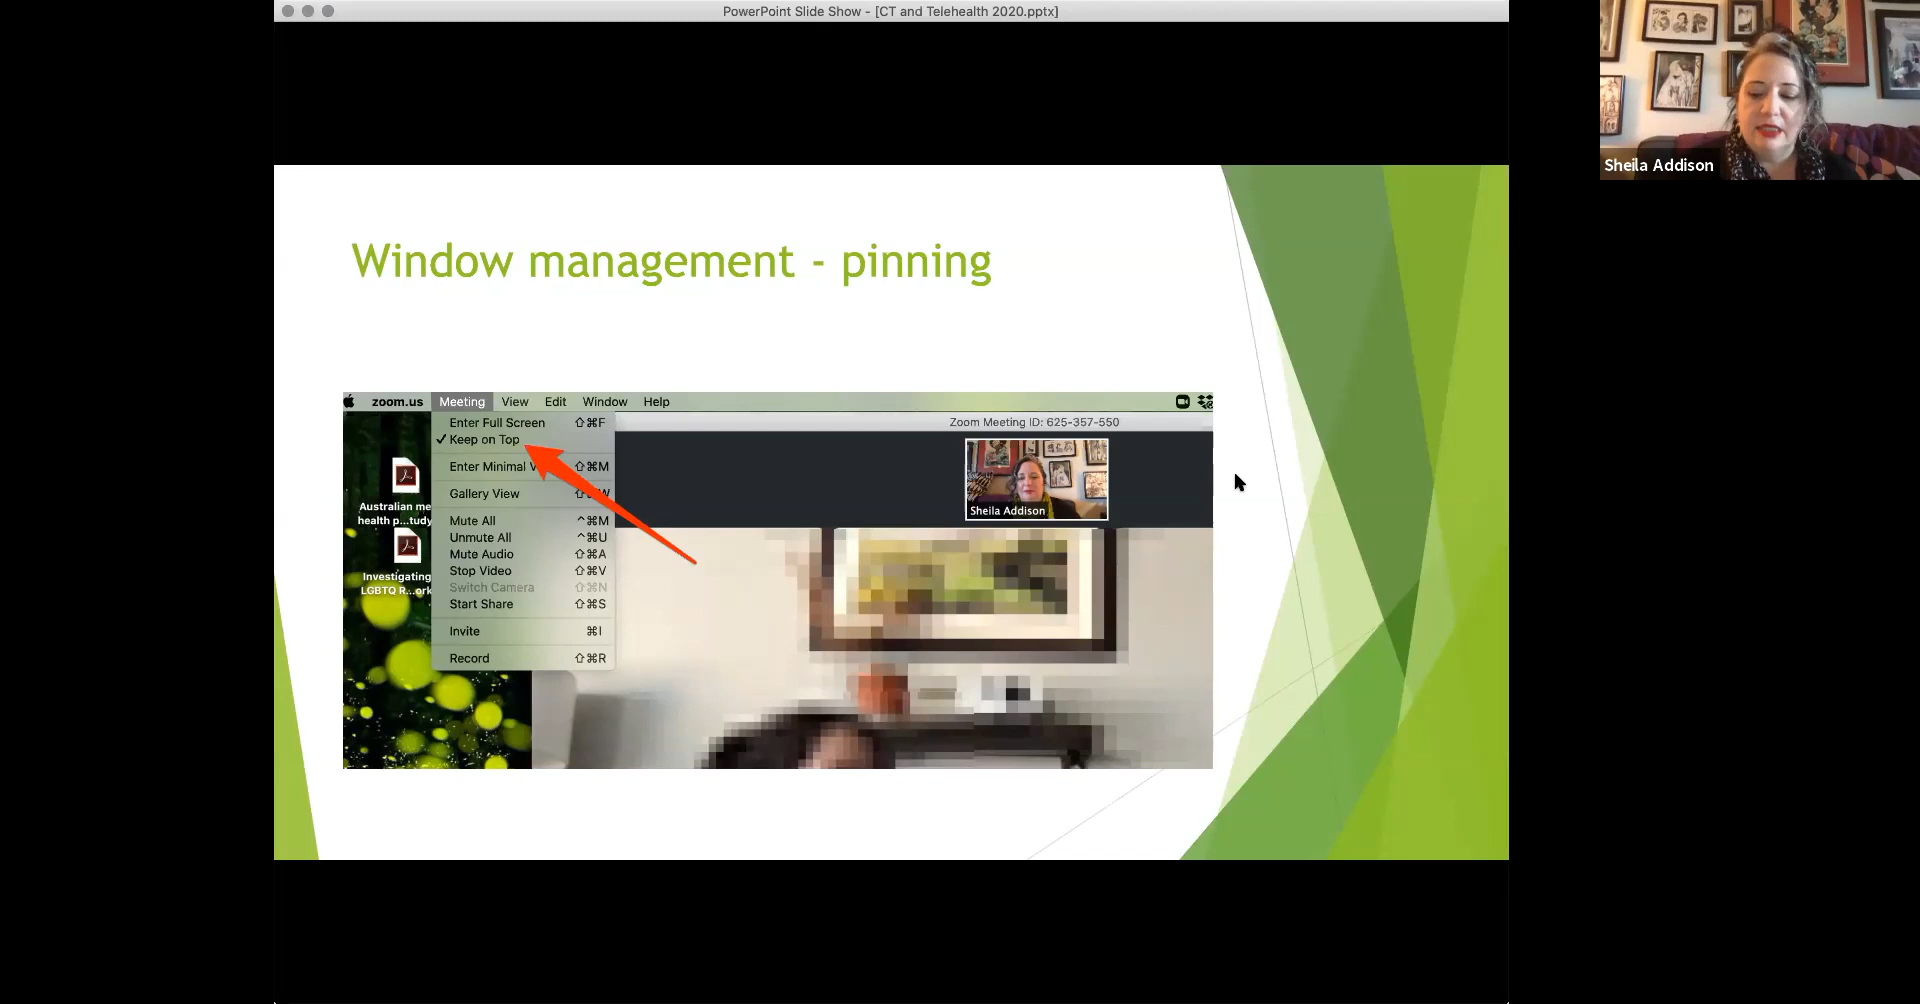 PowerPoint Slide Show - [CT and Telehealth 2020.pptx]
Sheila Addison
Window management - pinning
zoom.us Meeting View Edit Window Help
Enter Full Screen ⇧⌘F
✓ Keep on Top
Enter Minimal ⇧⌘M
Gallery View
Mute All ^⌘M
Unmute All ^⌘U
Mute Audio ⇧⌘A
Stop Video ⇧⌘V
Switch Camera ⇧⌘N
Start Share ⇧⌘S
Invite ⌘I
Record ⇧⌘R
Zoom Meeting ID: 625-357-550
Sheila Addison
Australian me
health p...tudy
Investigating
LGBTQ R...ork